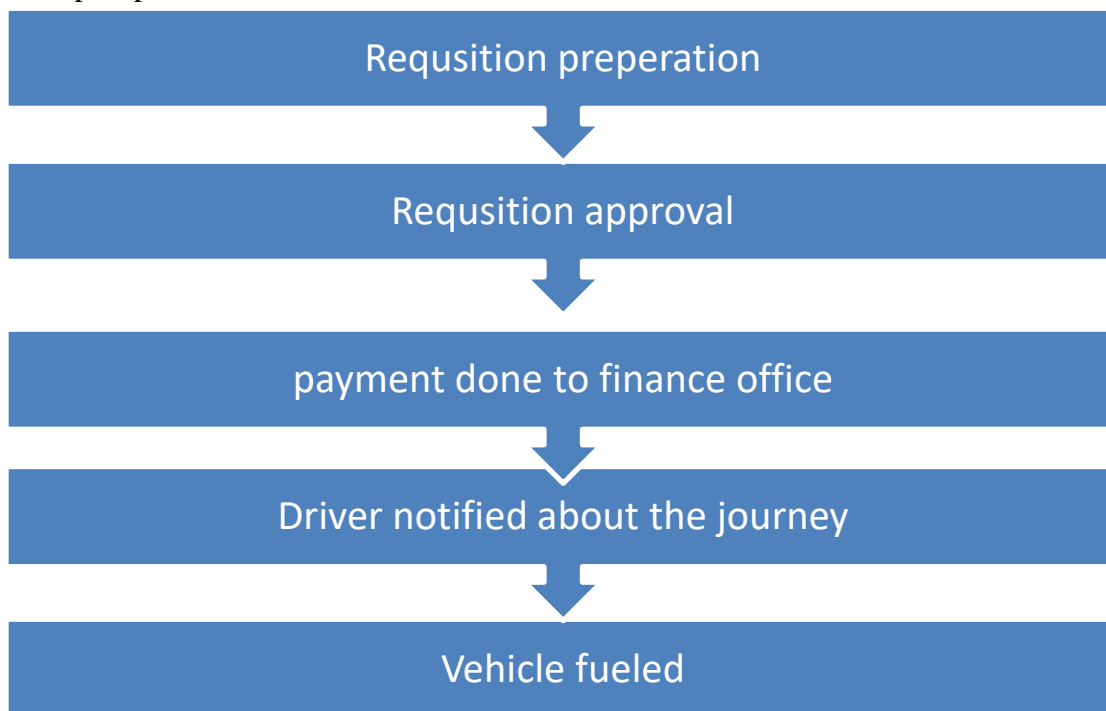 Requsition preperation
Requsition approval
payment done to finance office
Driver notified about the journey
Vehicle fueled